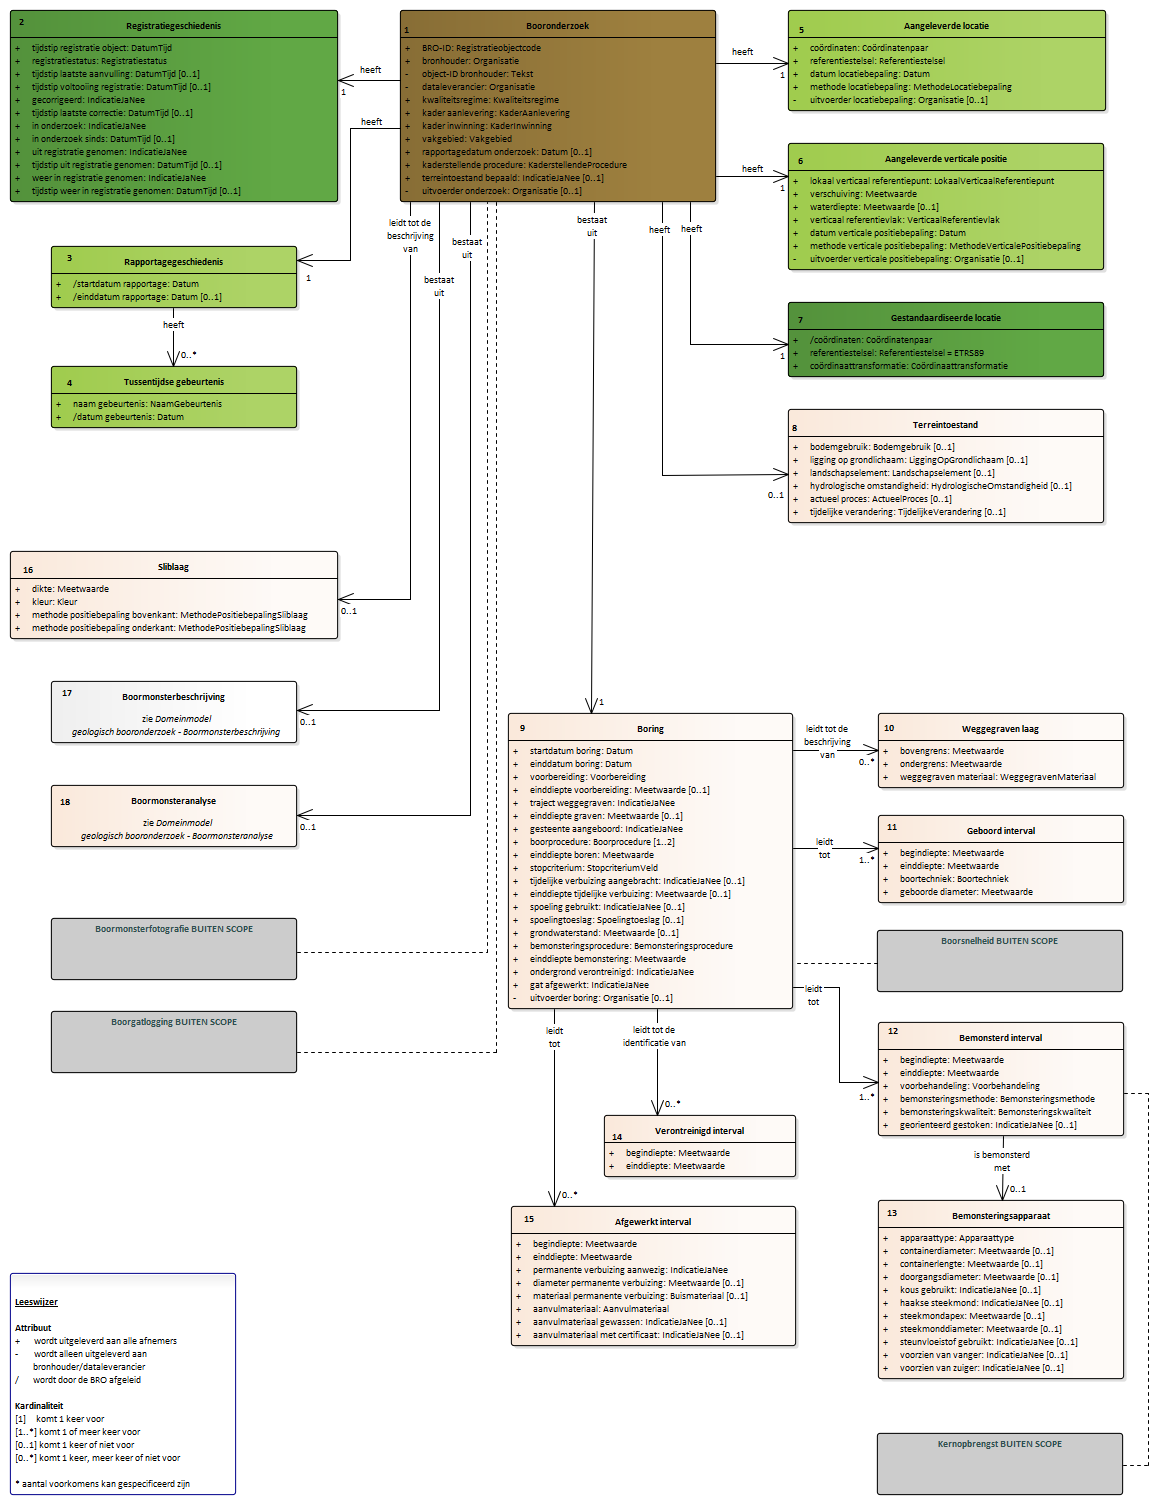 2 Registratiegeschiedenis
+ tijdstip registratie object: DatumTijd
+ registratiestatus: Registratiestatus
+ tijdstip laatste aanvulling: DatumTijd [0..1]
+ tijdstip voltooiing registratie: DatumTijd [0..1]
+ gecorrigeerd: IndicatieJaNee
+ tijdstip laatste correctie: DatumTijd [0..1]
+ in onderzoek: IndicatieJaNee
+ in onderzoek sinds: DatumTijd [0..1]
+ uit registratie genomen: IndicatieJaNee
+ tijdstip uit registratie genomen: DatumTijd [0..1]
+ weer in registratie genomen: IndicatieJaNee
+ tijdstip weer in registratie genomen: DatumTijd [0..1]
heeft
1
heeft
1
1 Booronderzoek
+ BRO-ID: Registratieobjectcode
+ bronhouder: Organisatie
- object-ID bronhouder: Tekst
- dataleverancier: Organisatie
+ kwaliteitsregime: Kwaliteitsregime
+ kader aanlevering: KaderAanlevering
+ kader inwinning: KaderInwinning
+ vakgebied: Vakgebied
+ rapportagedatum onderzoek: Datum [0..1]
+ kaderstellende procedure: KaderstellendeProcedure
+ terreintoestand bepaald: IndicatieJaNee [0..1]
- uitvoerder onderzoek: Organisatie [0..1]
heeft
1
5 Aangeleverde locatie
+ coördinaten: Coördinatenpaar
+ referentiestelsel: Referentiestelsel
+ datum locatiebepaling: Datum
+ methode locatiebepaling: MethodeLocatiebepaling
- uitvoerder locatiebepaling: Organisatie [0..1]
heeft
1
6 Aangeleverde verticale positie
+ lokaal verticaal referentiepunt: LokaalVerticaalReferentiepunt
+ verschuiving: Meetwaarde
+ waterdiepte: Meetwaarde [0..1]
+ verticaal referentievlak: VerticaalReferentievlak
+ datum verticale positiebepaling: Datum
+ methode verticale positiebepaling: MethodeVerticalePositiebepaling
- uitvoerder verticale positiebepaling: Organisatie [0..1]
3 Rapportagegeschiedenis
+ /startdatum rapportage: Datum
+ /einddatum rapportage: Datum [0..1]
heeft
0..*
4 Tussentijdse gebeurtenis
+ naam gebeurtenis: NaamGebeurtenis
+ /datum gebeurtenis: Datum
leidt tot de
beschrijving
van
bestaat
uit
bestaat
uit
bestaat
uit
heeft
heeft
1
7 Gestandaardiseerde locatie
+ /coördinaten: Coördinatenpaar
+ referentiestelsel: Referentiestelsel = ETRS89
+ coördinaattransformatie: Coördinaattransformatie
0..1
8 Terreintoestand
+ bodemgebruik: Bodemgebruik [0..1]
+ ligging op grondlichaam: LiggingOpGrondlichaam [0..1]
+ landschapselement: Landschapselement [0..1]
+ hydrologische omstandigheid: HydrologischeOmstandigheid [0..1]
+ actueel proces: ActueelProces [0..1]
+ tijdelijke verandering: TijdelijkeVerandering [0..1]
16 Sliblaag
+ dikte: Meetwaarde
+ kleur: Kleur
+ methode positiebepaling bovenkant: MethodePositiebepalingSliblaag
+ methode positiebepaling onderkant: MethodePositiebepalingSliblaag
0..1
17 Boormonsterbeschrijving
zie Domeinmodel
geologisch booronderzoek - Boormonsterbeschrijving
0..1
18 Boormonsteranalyse
zie Domeinmodel
geologisch booronderzoek - Boormonsteranalyse
0..1
Boormonsterfotografie BUITEN SCOPE
Boorgatlogging BUITEN SCOPE
1
9 Boring
+ startdatum boring: Datum
+ einddatum boring: Datum
+ voorbereiding: Voorbereiding
+ einddiepte voorbereiding: Meetwaarde [0..1]
+ traject weggegraven: IndicatieJaNee
+ einddiepte graven: Meetwaarde [0..1]
+ gesteente aangeboord: IndicatieJaNee
+ boorprocedure: Boorprocedure [1..2]
+ einddiepte boren: Meetwaarde
+ stopcriterium: StopcriteriumVeld
+ tijdelijke verbuizing aangebracht: IndicatieJaNee [0..1]
+ einddiepte tijdelijke verbuizing: Meetwaarde [0..1]
+ spoeling gebruikt: IndicatieJaNee [0..1]
+ spoelingtoeslag: Spoelingtoeslag [0..1]
+ grondwaterstand: Meetwaarde [0..1]
+ bemonsteringsprocedure: Bemonsteringsprocedure
+ einddiepte bemonstering: Meetwaarde
+ ondergrond verontreinigd: IndicatieJaNee
+ gat afgewerkt: IndicatieJaNee
- uitvoerder boring: Organisatie [0..1]
leidt tot de
beschrijving
van
0..*
10 Weggegraven laag
+ bovengrens: Meetwaarde
+ ondergrens: Meetwaarde
+ weggegraven materiaal: WeggegravenMateriaal
leidt
tot
1..*
11 Geboord interval
+ begindiepte: Meetwaarde
+ einddiepte: Meetwaarde
+ boortechniek: Boortechniek
+ geboorde diameter: Meetwaarde
Boorsnelheid BUITEN SCOPE
leidt
tot
1..*
12 Bemonsterd interval
+ begindiepte: Meetwaarde
+ einddiepte: Meetwaarde
+ voorbehandeling: Voorbehandeling
+ bemonsteringsmethode: Bemonsteringsmethode
+ bemonsteringskwaliteit: Bemonsteringskwaliteit
+ georienteerd gestoken: IndicatieJaNee [0..1]
is bemonsterd
met
0..1
13 Bemonsteringsapparaat
+ apparaattype: Apparaattype
+ containerdiameter: Meetwaarde [0..1]
+ containerlengte: Meetwaarde [0..1]
+ doorgangsdiameter: Meetwaarde [0..1]
+ kous gebruikt: IndicatieJaNee [0..1]
+ haakse steekmond: IndicatieJaNee [0..1]
+ steekmondapex: Meetwaarde [0..1]
+ steekmonddiameter: Meetwaarde [0..1]
+ steunvloeistof gebruikt: IndicatieJaNee [0..1]
+ voorzien van vanger: IndicatieJaNee [0..1]
+ voorzien van zuiger: IndicatieJaNee [0..1]
Kernopbrengst BUITEN SCOPE
leidt
tot
leidt tot de
identificatie van
0..*
14 Verontreinigd interval
+ begindiepte: Meetwaarde
+ einddiepte: Meetwaarde
0..*
15 Afgewerkt interval
+ begindiepte: Meetwaarde
+ einddiepte: Meetwaarde
+ permanente verbuizing aanwezig: IndicatieJaNee
+ diameter permanente verbuizing: Meetwaarde [0..1]
+ materiaal permanente verbuizing: Buismateriaal [0..1]
+ aanvulmateriaal: Aanvulmateriaal
+ aanvulmateriaal gewassen: IndicatieJaNee [0..1]
+ aanvulmateriaal met certificaat: IndicatieJaNee [0..1]
Leeswijzer
Attribuut
+ wordt uitgeleverd aan alle afnemers
- wordt alleen uitgeleverd aan
bronhouder/dataleverancier
/ wordt door de BRO afgeleid
Kardinaliteit
[1] komt 1 keer voor
[1..*] komt 1 of meer keer voor
[0..1] komt 1 keer of niet voor
[0..*] komt 1 keer, meer keer of niet voor
* aantal voorkomens kan gespecificeerd zijn